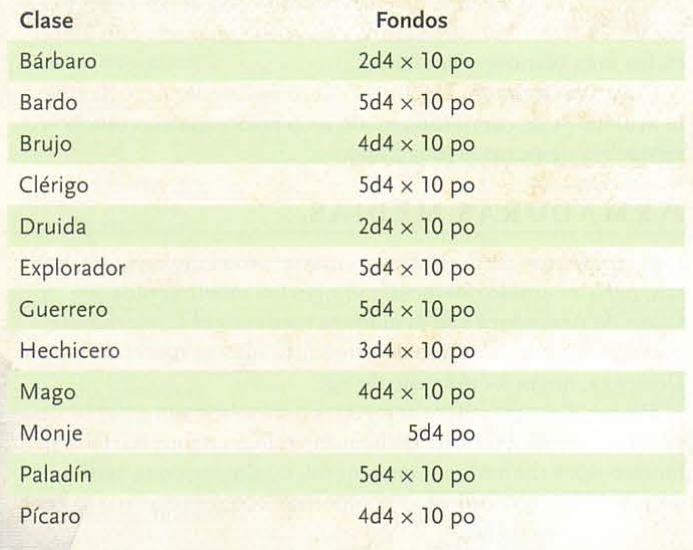 Clase Fondos
Bárbaro 2d4 × 10 po
Bardo 5d4 × 10 po
Brujo 4d4 × 10 po
Clérigo 5d4 × 10 po
Druida 2d4 × 10 po
Explorador 5d4 × 10 po
Guerrero 5d4 × 10 po
Hechicero 3d4 × 10 po
Mago 4d4 × 10 po
Monje 5d4 po
Paladín 5d4 × 10 po
Pícaro 4d4 × 10 po